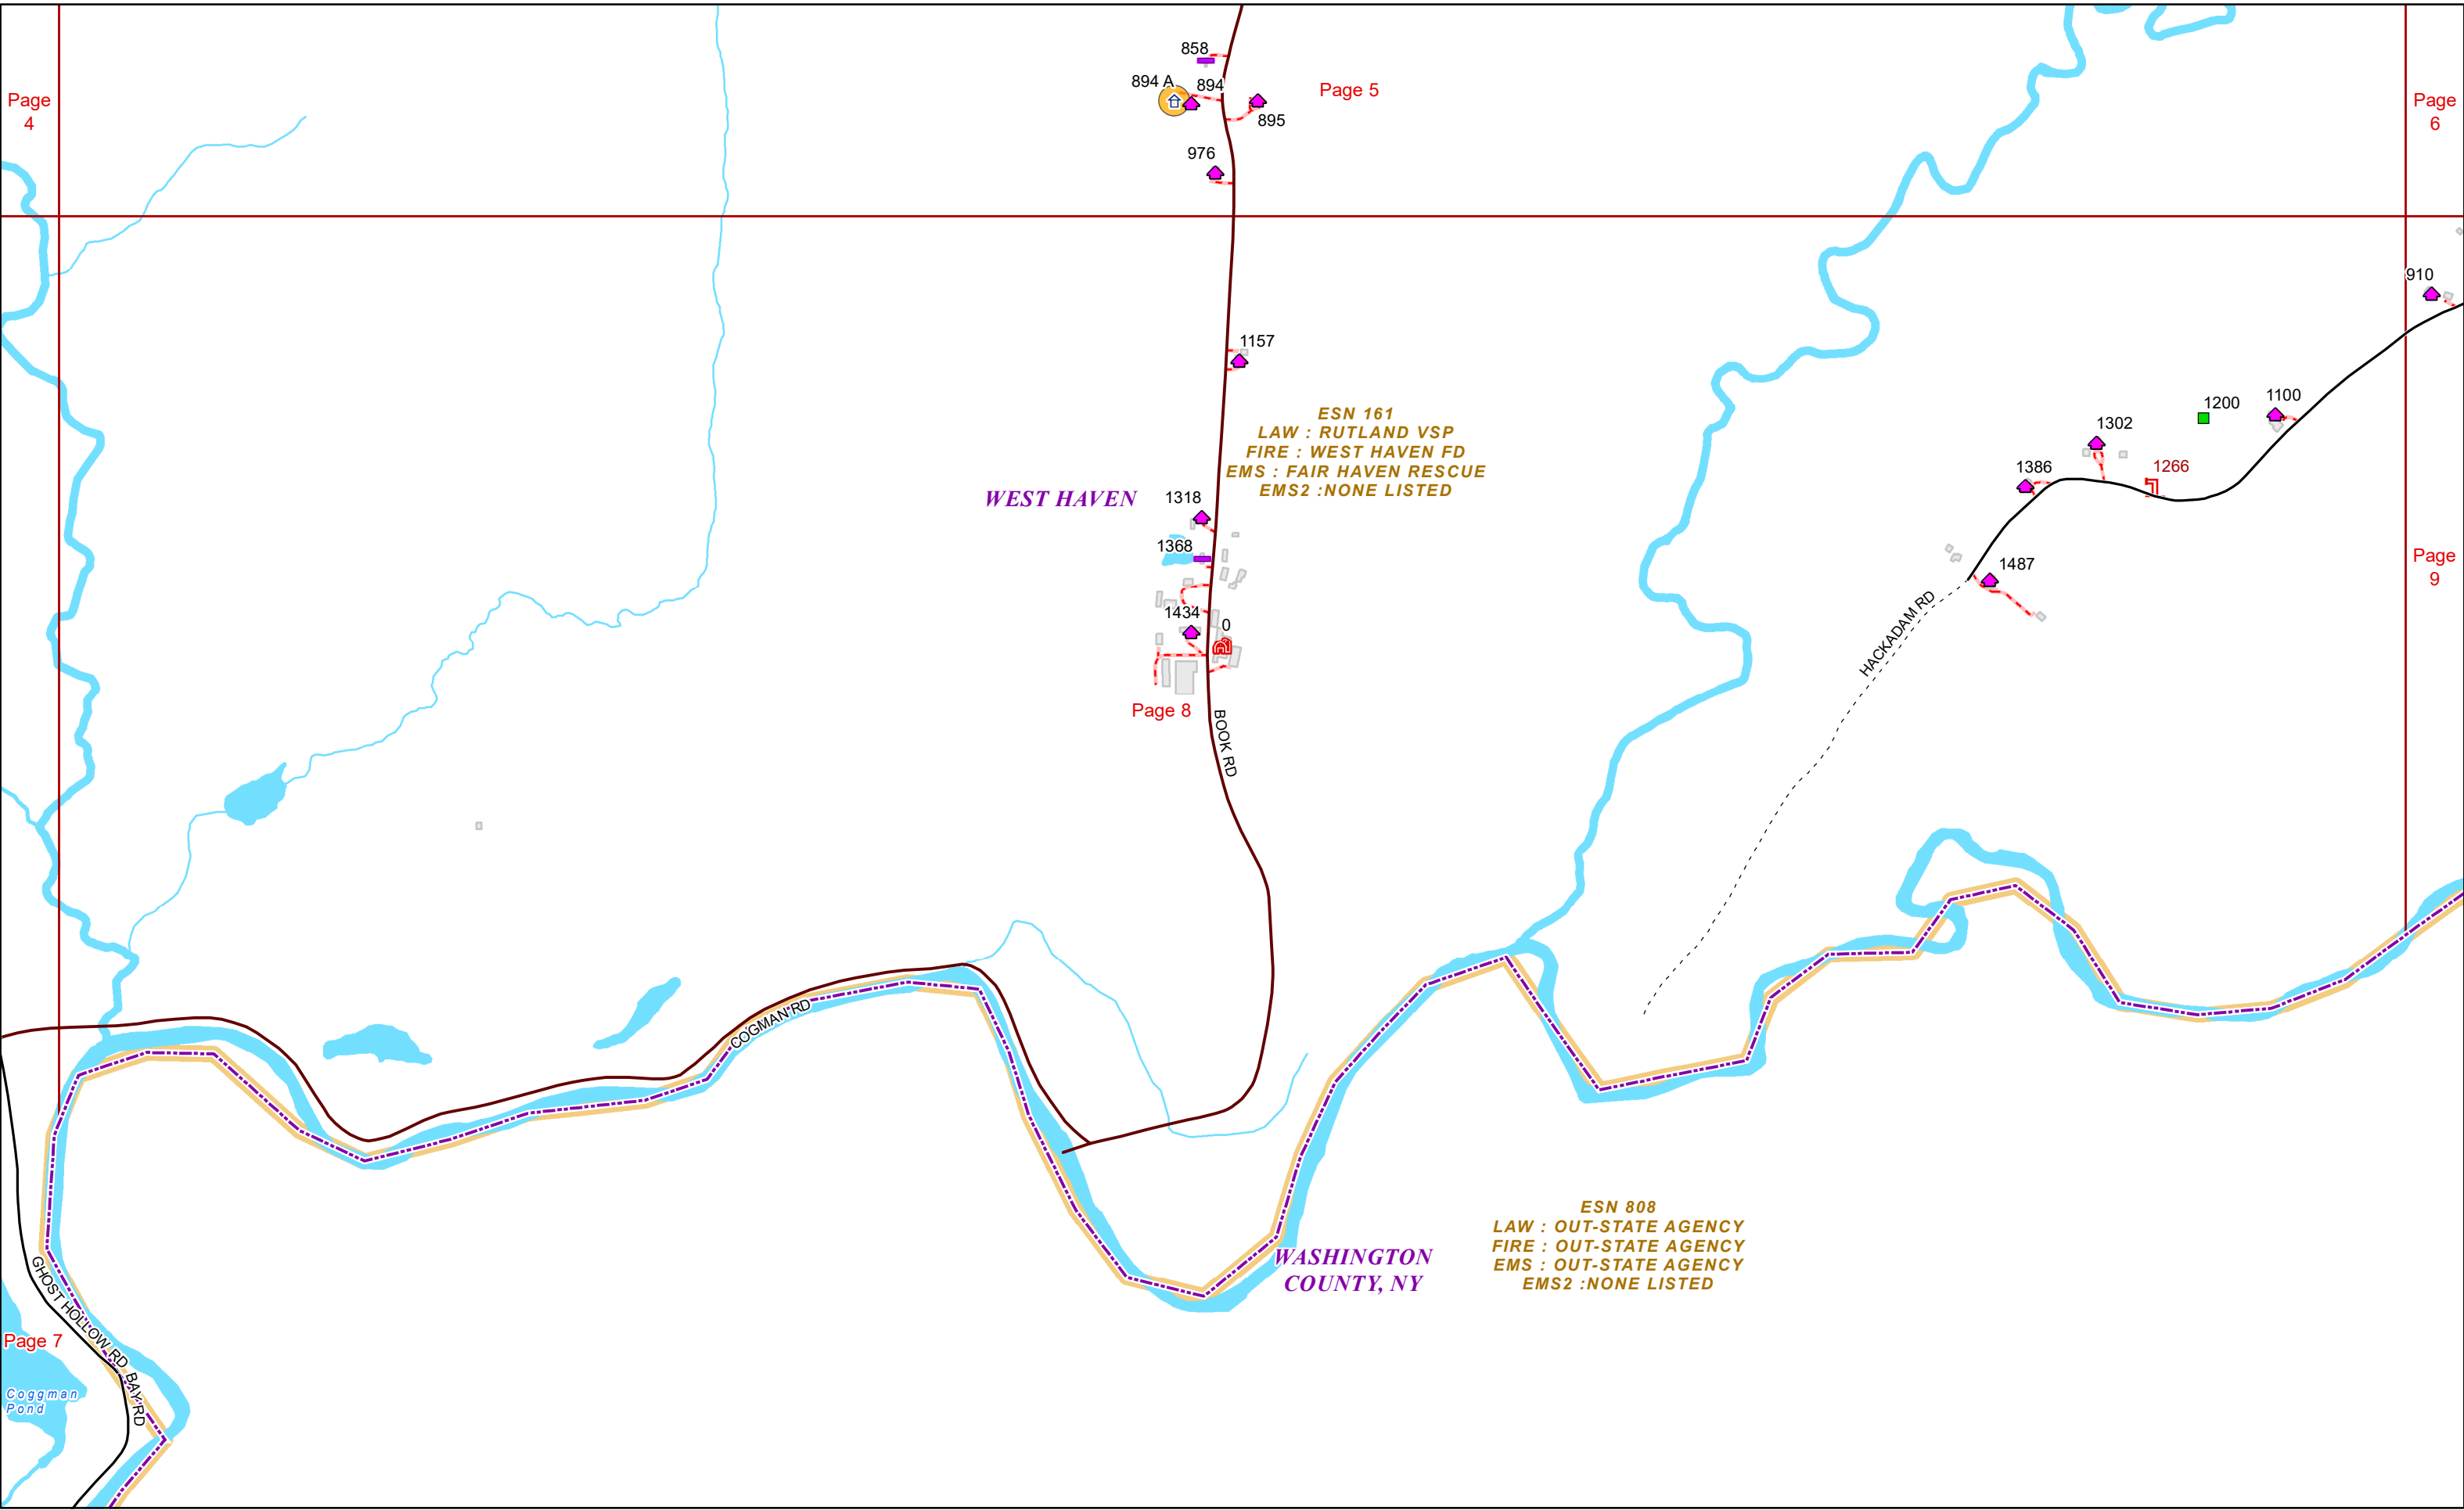 858
894 A
894
Page 5
Page
4
Page
6
895
976
910
1157
1100
1200
ESN 161
LAW : RUTLAND VSP
FIRE : WEST HAVEN FD
EMS : FAIR HAVEN RESCUE
EMS2 :NONE LISTED
1302
1386
1266
WEST HAVEN
1318
1368
Page
9
1487
1434
0
HACKADAM RD
Page 8
BOOK RD
COGMAN RD
ESN 808
LAW : OUT-STATE AGENCY
FIRE : OUT-STATE AGENCY
EMS : OUT-STATE AGENCY
EMS2 :NONE LISTED
WASHINGTON
COUNTY, NY
GHOST HOLLOW RD
Page 7
BAY RD
Coggman
Pond